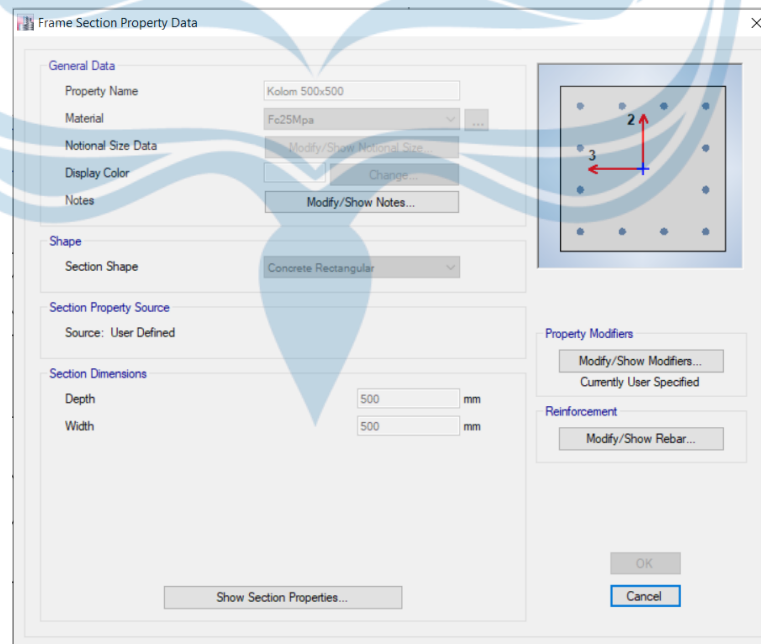 Frame Section Property Data
General Data
Property Name Kolom 500x500
Material Fc25Mpa ...
Notional Size Data Modify/Show Notional Size...
Display Color Change...
Notes Modify/Show Notes...
Shape
Section Shape Concrete Rectangular
Section Property Source
Source: User Defined
Section Dimensions
Depth 500 mm
Width 500 mm
Show Section Properties...
2
3
Property Modifiers
Modify/Show Modifiers...
Currently User Specified
Reinforcement
Modify/Show Rebar...
OK
Cancel